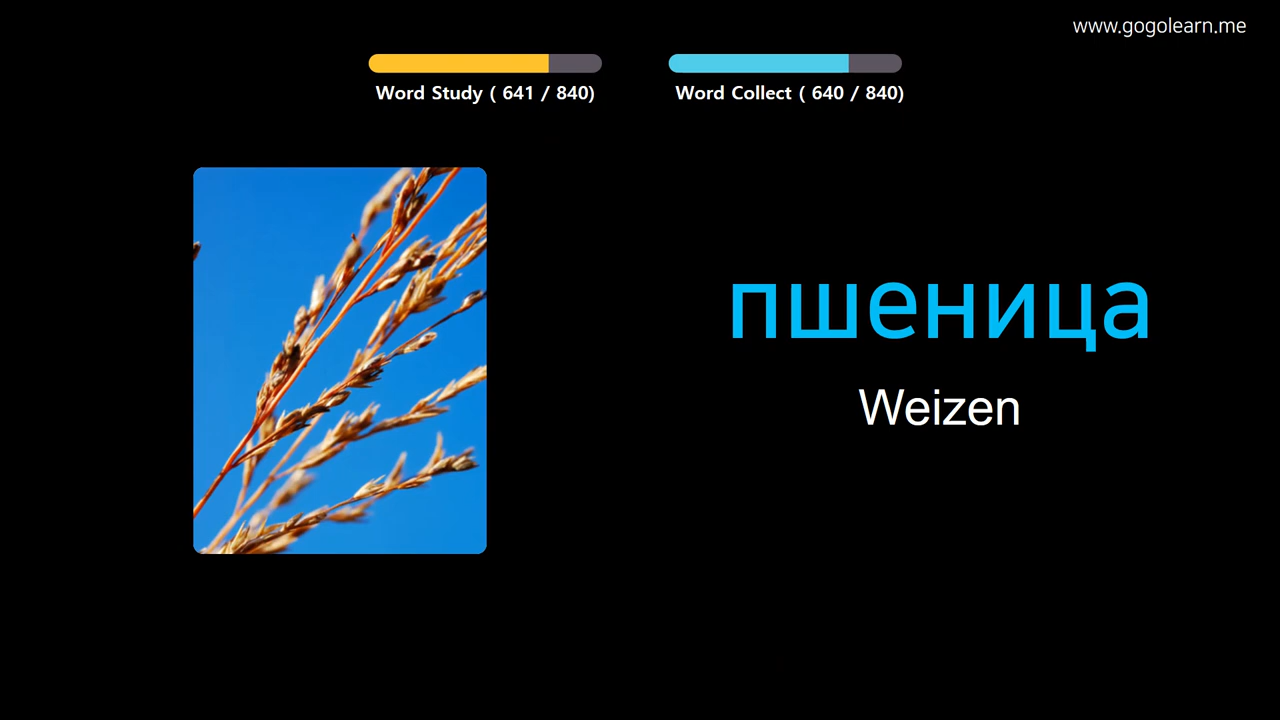 www.gogolearn.me
Word Study ( 641 / 840)
Word Collect ( 640 / 840)
пшеница
Weizen